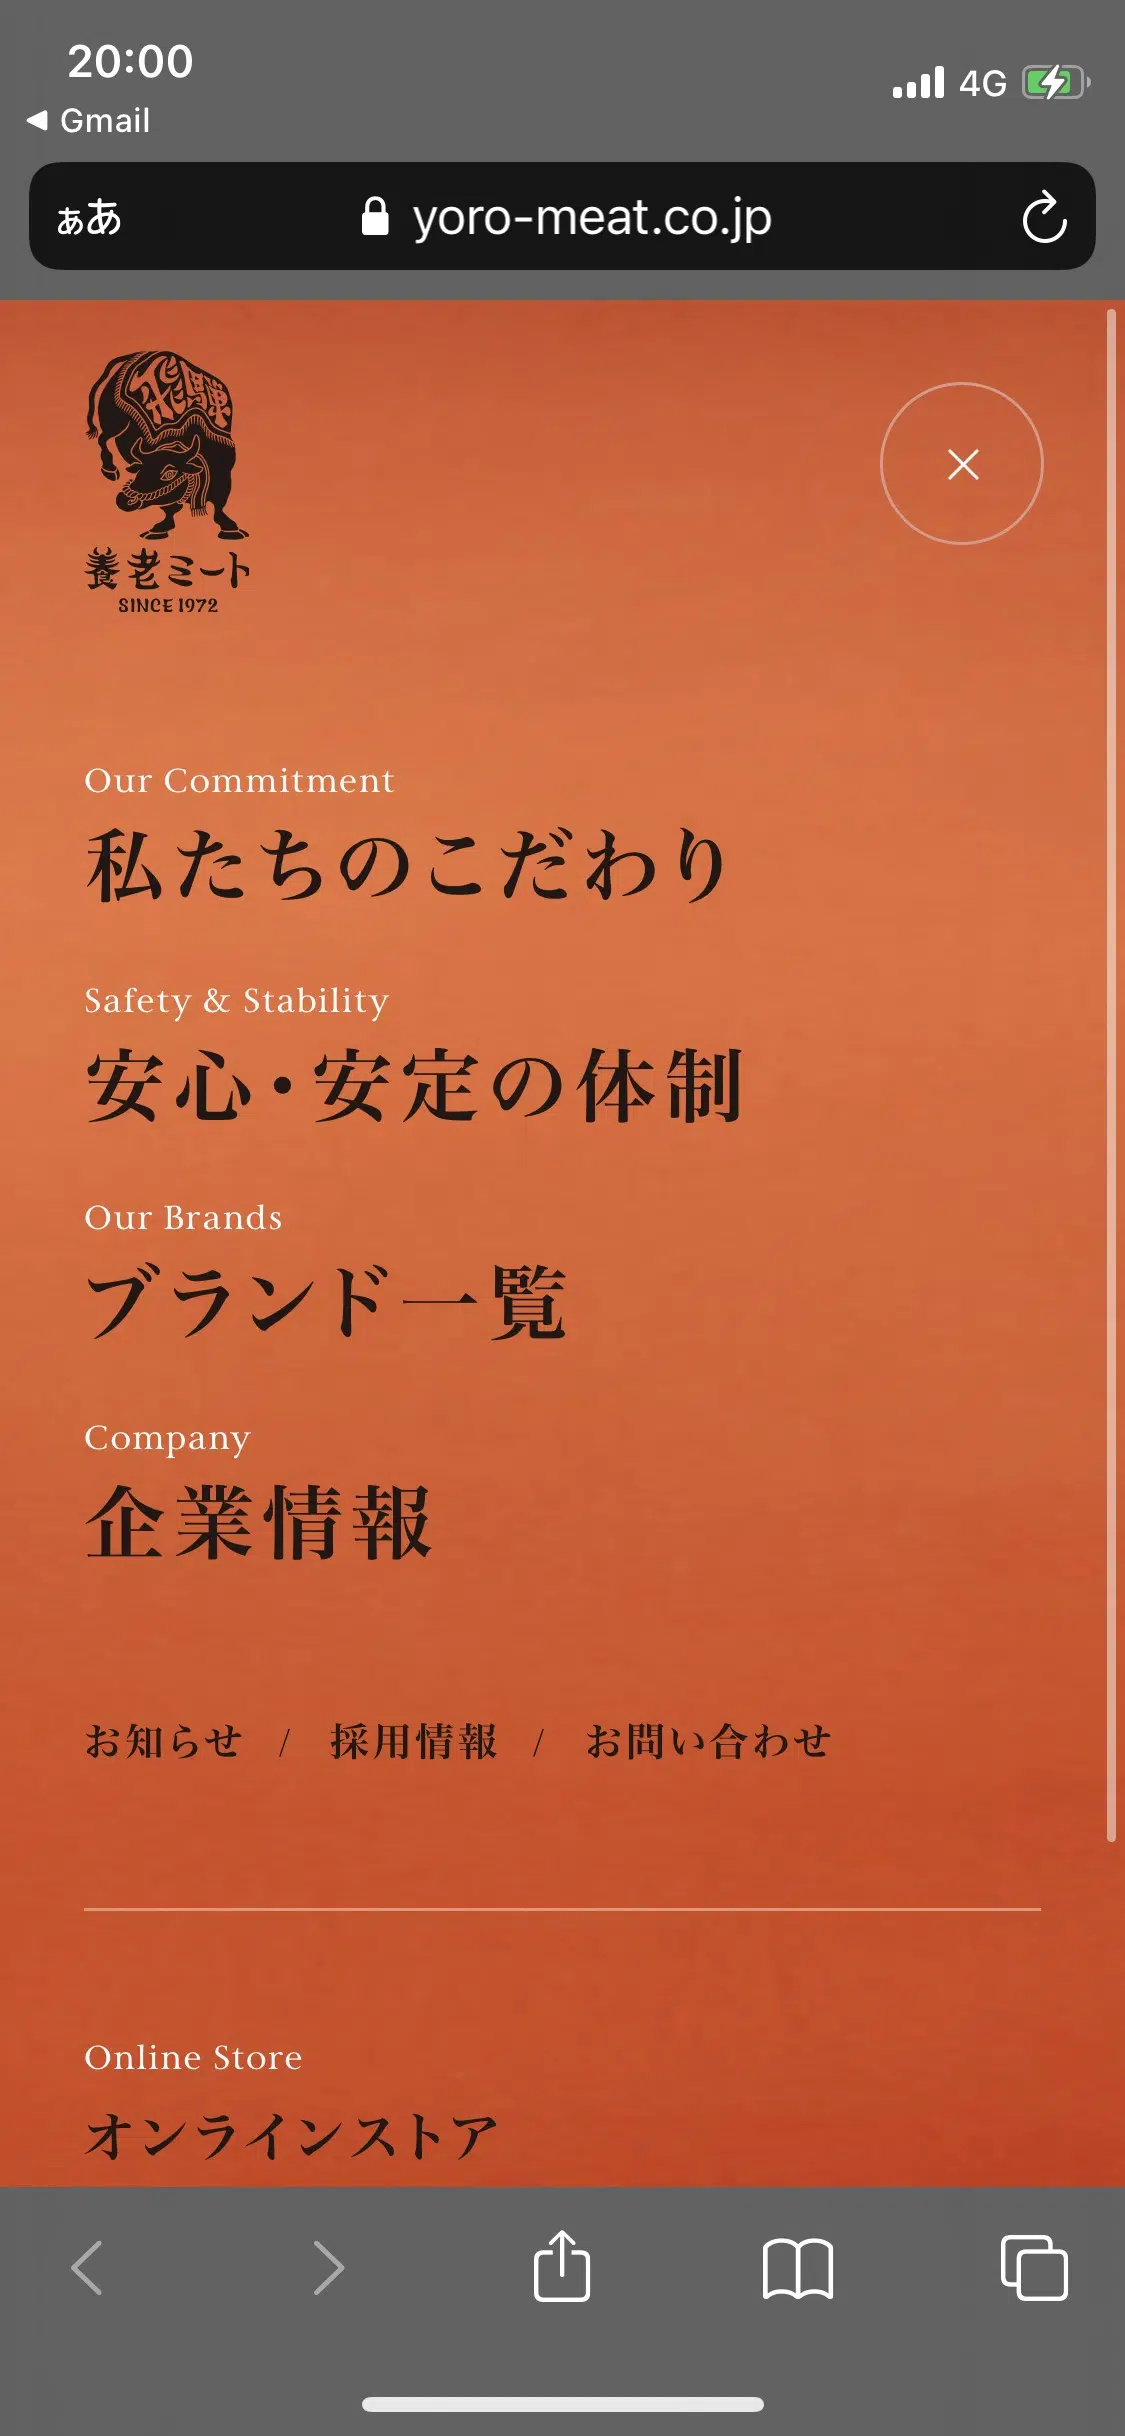 20:00
4G
Gmail
ぁあ yoro-meat.co.jp
飛騨
養老ミート
SINCE 1972
Our Commitment
私たちのこだわり
Safety & Stability
安心・安定の体制
Our Brands
ブランド一覧
Company
企業情報
お知らせ / 採用情報 / お問い合わせ
Online Store
オンラインストア